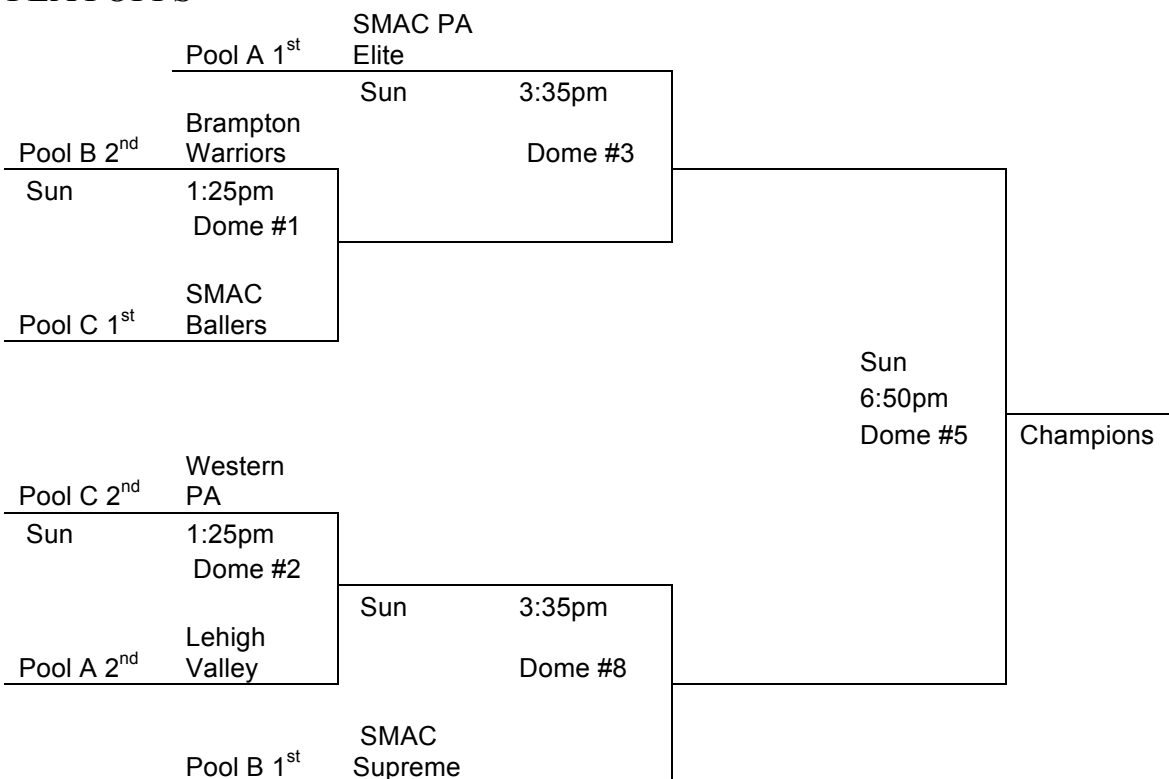 SMAC PA
Pool A 1st Elite
Sun 3:35pm
Brampton
Pool B 2nd Warriors Dome #3
Sun 1:25pm
Dome #1
SMAC
Pool C 1st Ballers
Sun
6:50pm
Dome #5 Champions
Western
Pool C 2nd PA
Sun 1:25pm
Dome #2
Sun 3:35pm
Lehigh
Pool A 2nd Valley Dome #8
SMAC
Pool B 1st Supreme